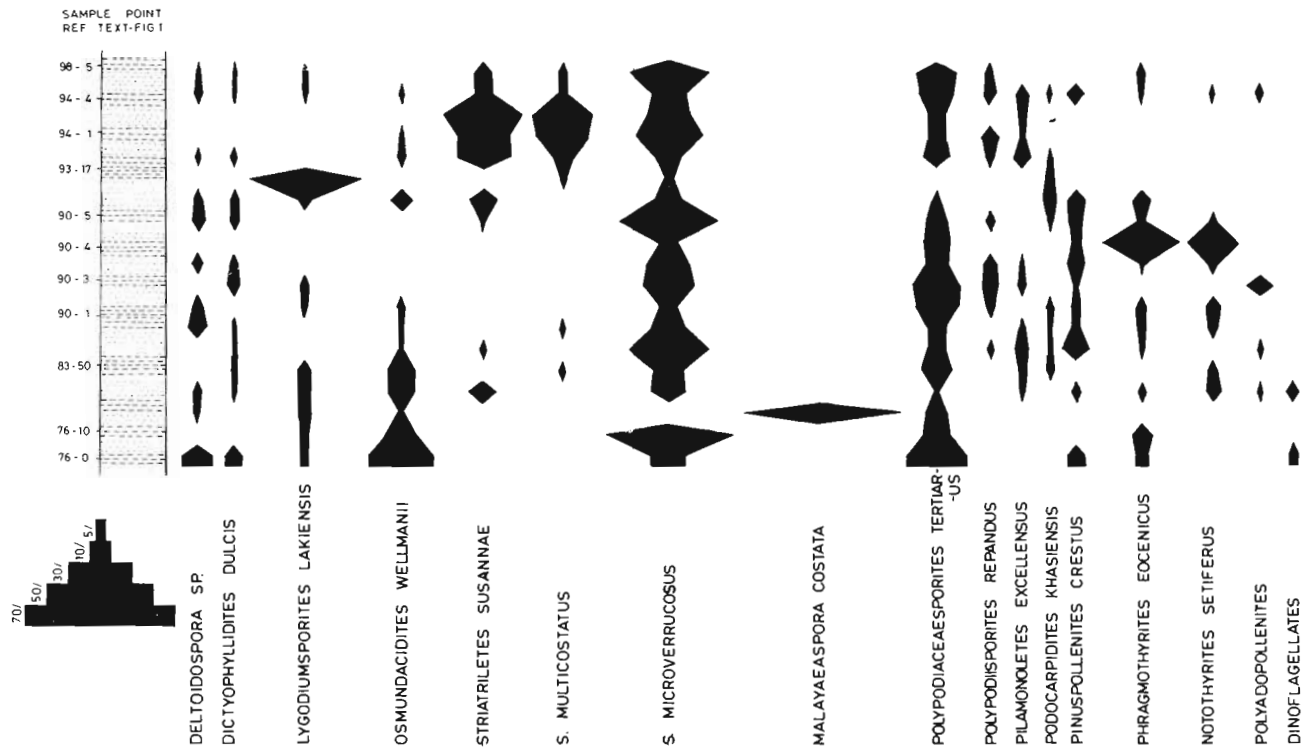 SAMPLE POINT
REF TEXT-FIG 1
98 - 5
94 - 4
94 - 1
93 - 17
90 - 5
90 - 4
90 - 3
90 - 1
83 - 50
76 - 10
76 - 0
5/
10/
30/
50/
70/
DELTOIDOSPORA SP.
DICTYOPHYLLIDITES DULCIS
LYGODIUMSPORITES LAKIENSIS
OSMUNDACIDITES WELLMANII
STRIATRILETES SUSANNAE
S. MULTICOSTATUS
S. MICROVERRUCOSUS
MALAYAEASPORA COSTATA
POLYPODIACEAESPORITES TERTIAR-
-US
POLYPODIISPORITES REPANDUS
PILAMONOLETES EXCELLENSUS
PODOCARPIDITES KHASIENSIS
PINUSPOLLENITES CRESTUS
PHRAGMOTHYRITES EOCENICUS
NOTOTHYRITES SETIFERUS
POLYADOPOLLENITES
DINOFLAGELLATES